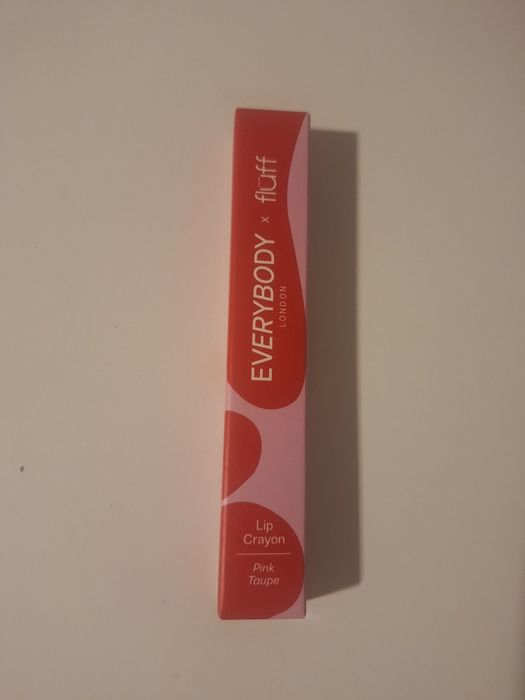 EVERYBODY x flüff
LONDON
Lip
Crayon
Pink
Taupe